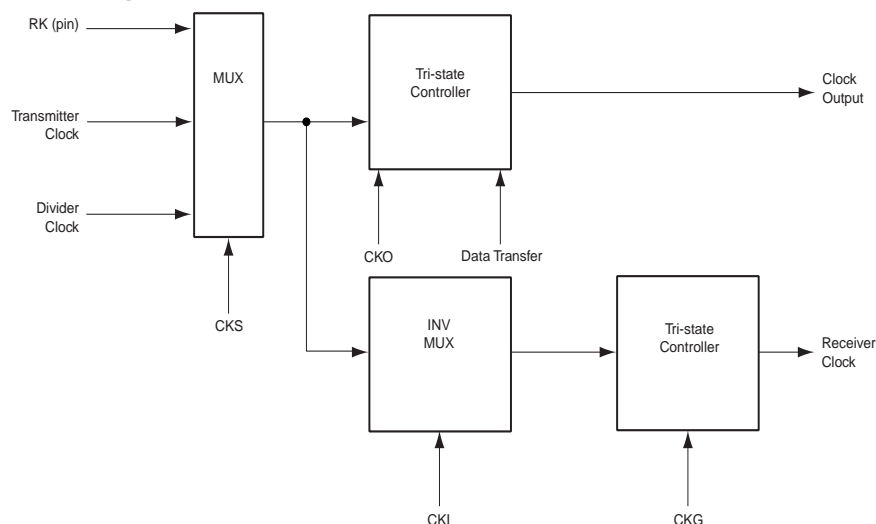 RK (pin)
MUX
Tri-state
Controller
Clock
Output
Transmitter
Clock
Divider
Clock
CKO
Data Transfer
CKS
INV
MUX
Tri-state
Controller
Receiver
Clock
CKI
CKG